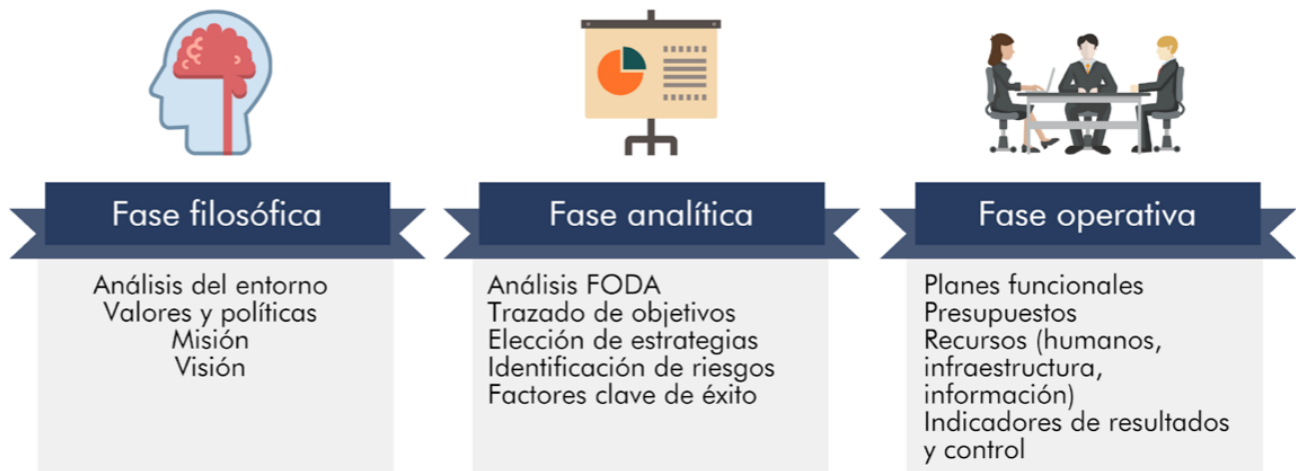 Fase filosófica
Análisis del entorno
Valores y políticas
Misión
Visión
Fase analítica
Análisis FODA
Trazado de objetivos
Elección de estrategias
Identificación de riesgos
Factores clave de éxito
Fase operativa
Planes funcionales
Presupuestos
Recursos (humanos,
infraestructura,
información)
Indicadores de resultados
y control